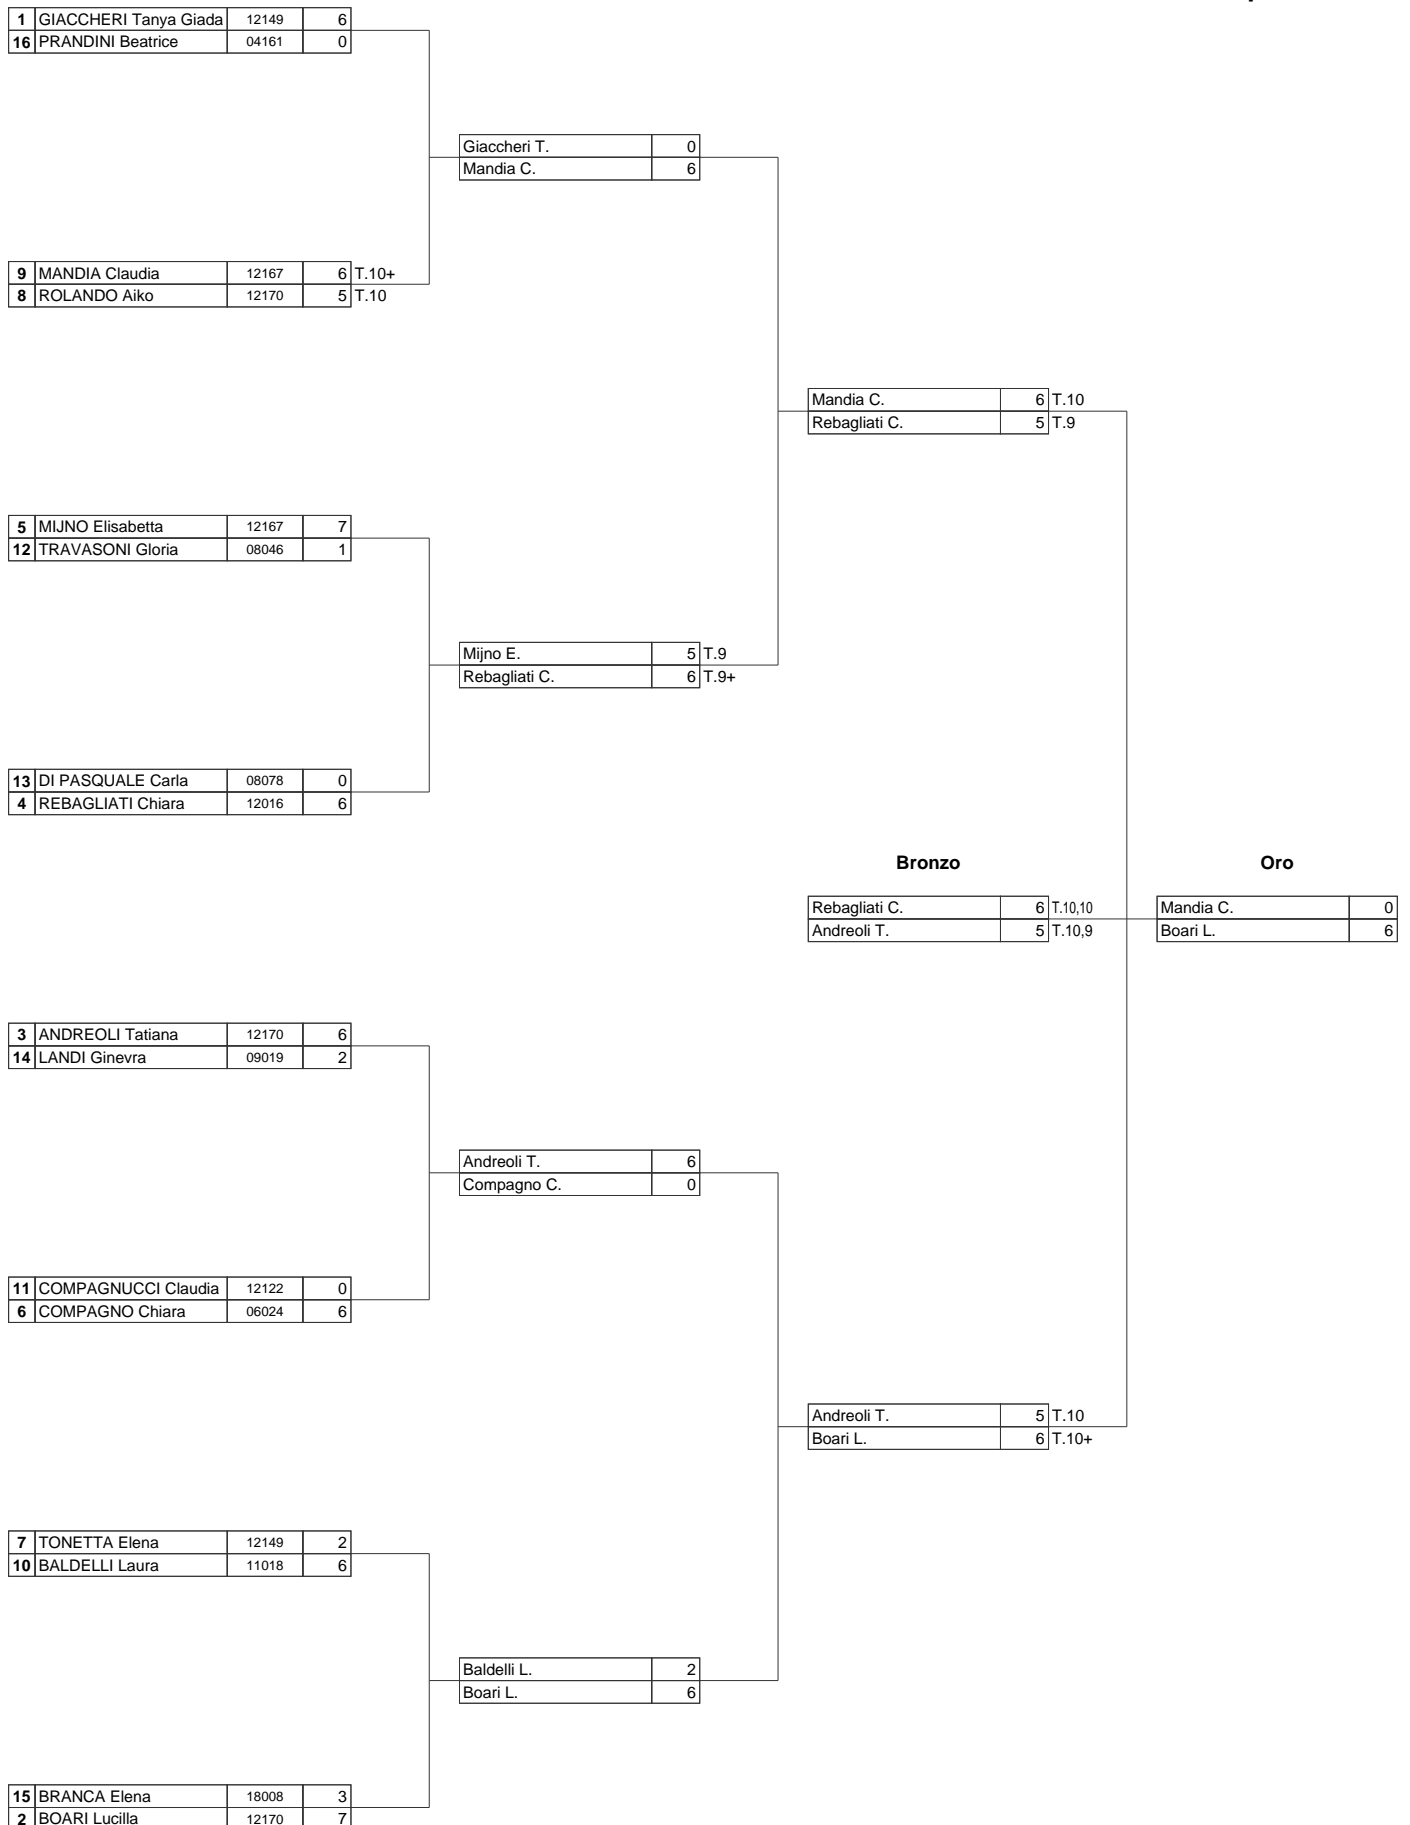 1 GIACCHERI Tanya Giada 12149 6
16 PRANDINI Beatrice 04161 0
Giaccheri T. 0
Mandia C. 6
9 MANDIA Claudia 12167 6 T.10+
8 ROLANDO Aiko 12170 5 T.10
Mandia C. 6 T.10
Rebagliati C. 5 T.9
5 MIJNO Elisabetta 12167 7
12 TRAVASONI Gloria 08046 1
Mijno E. 5 T.9
Rebagliati C. 6 T.9+
13 DI PASQUALE Carla 08078 0
4 REBAGLIATI Chiara 12016 6
Bronzo Oro
Rebagliati C. 6 T.10,10 Mandia C. 0
Andreoli T. 5 T.10,9 Boari L. 6
3 ANDREOLI Tatiana 12170 6
14 LANDI Ginevra 09019 2
Andreoli T. 6
Compagno C. 0
11 COMPAGNUCCI Claudia 12122 0
6 COMPAGNO Chiara 06024 6
Andreoli T. 5 T.10
Boari L. 6 T.10+
7 TONETTA Elena 12149 2
10 BALDELLI Laura 11018 6
Baldelli L. 2
Boari L. 6
15 BRANCA Elena 18008 3
2 BOARI Lucilla 12170 7